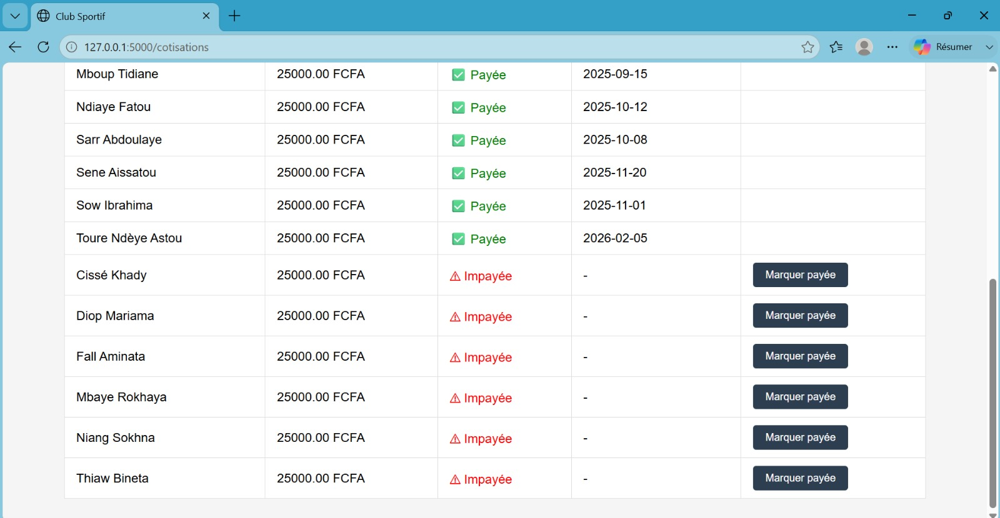 Club Sportif
127.0.0.1:5000/cotisations
Résumer
Mboup Tidiane 25000.00 FCFA ✅ Payée 2025-09-15
Ndiaye Fatou 25000.00 FCFA ✅ Payée 2025-10-12
Sarr Abdoulaye 25000.00 FCFA ✅ Payée 2025-10-08
Sene Aissatou 25000.00 FCFA ✅ Payée 2025-11-20
Sow Ibrahima 25000.00 FCFA ✅ Payée 2025-11-01
Toure Ndèye Astou 25000.00 FCFA ✅ Payée 2026-02-05
Cissé Khady 25000.00 FCFA ⚠ Impayée - Marquer payée
Diop Mariama 25000.00 FCFA ⚠ Impayée - Marquer payée
Fall Aminata 25000.00 FCFA ⚠ Impayée - Marquer payée
Mbaye Rokhaya 25000.00 FCFA ⚠ Impayée - Marquer payée
Niang Sokhna 25000.00 FCFA ⚠ Impayée - Marquer payée
Thiaw Bineta 25000.00 FCFA ⚠ Impayée - Marquer payée